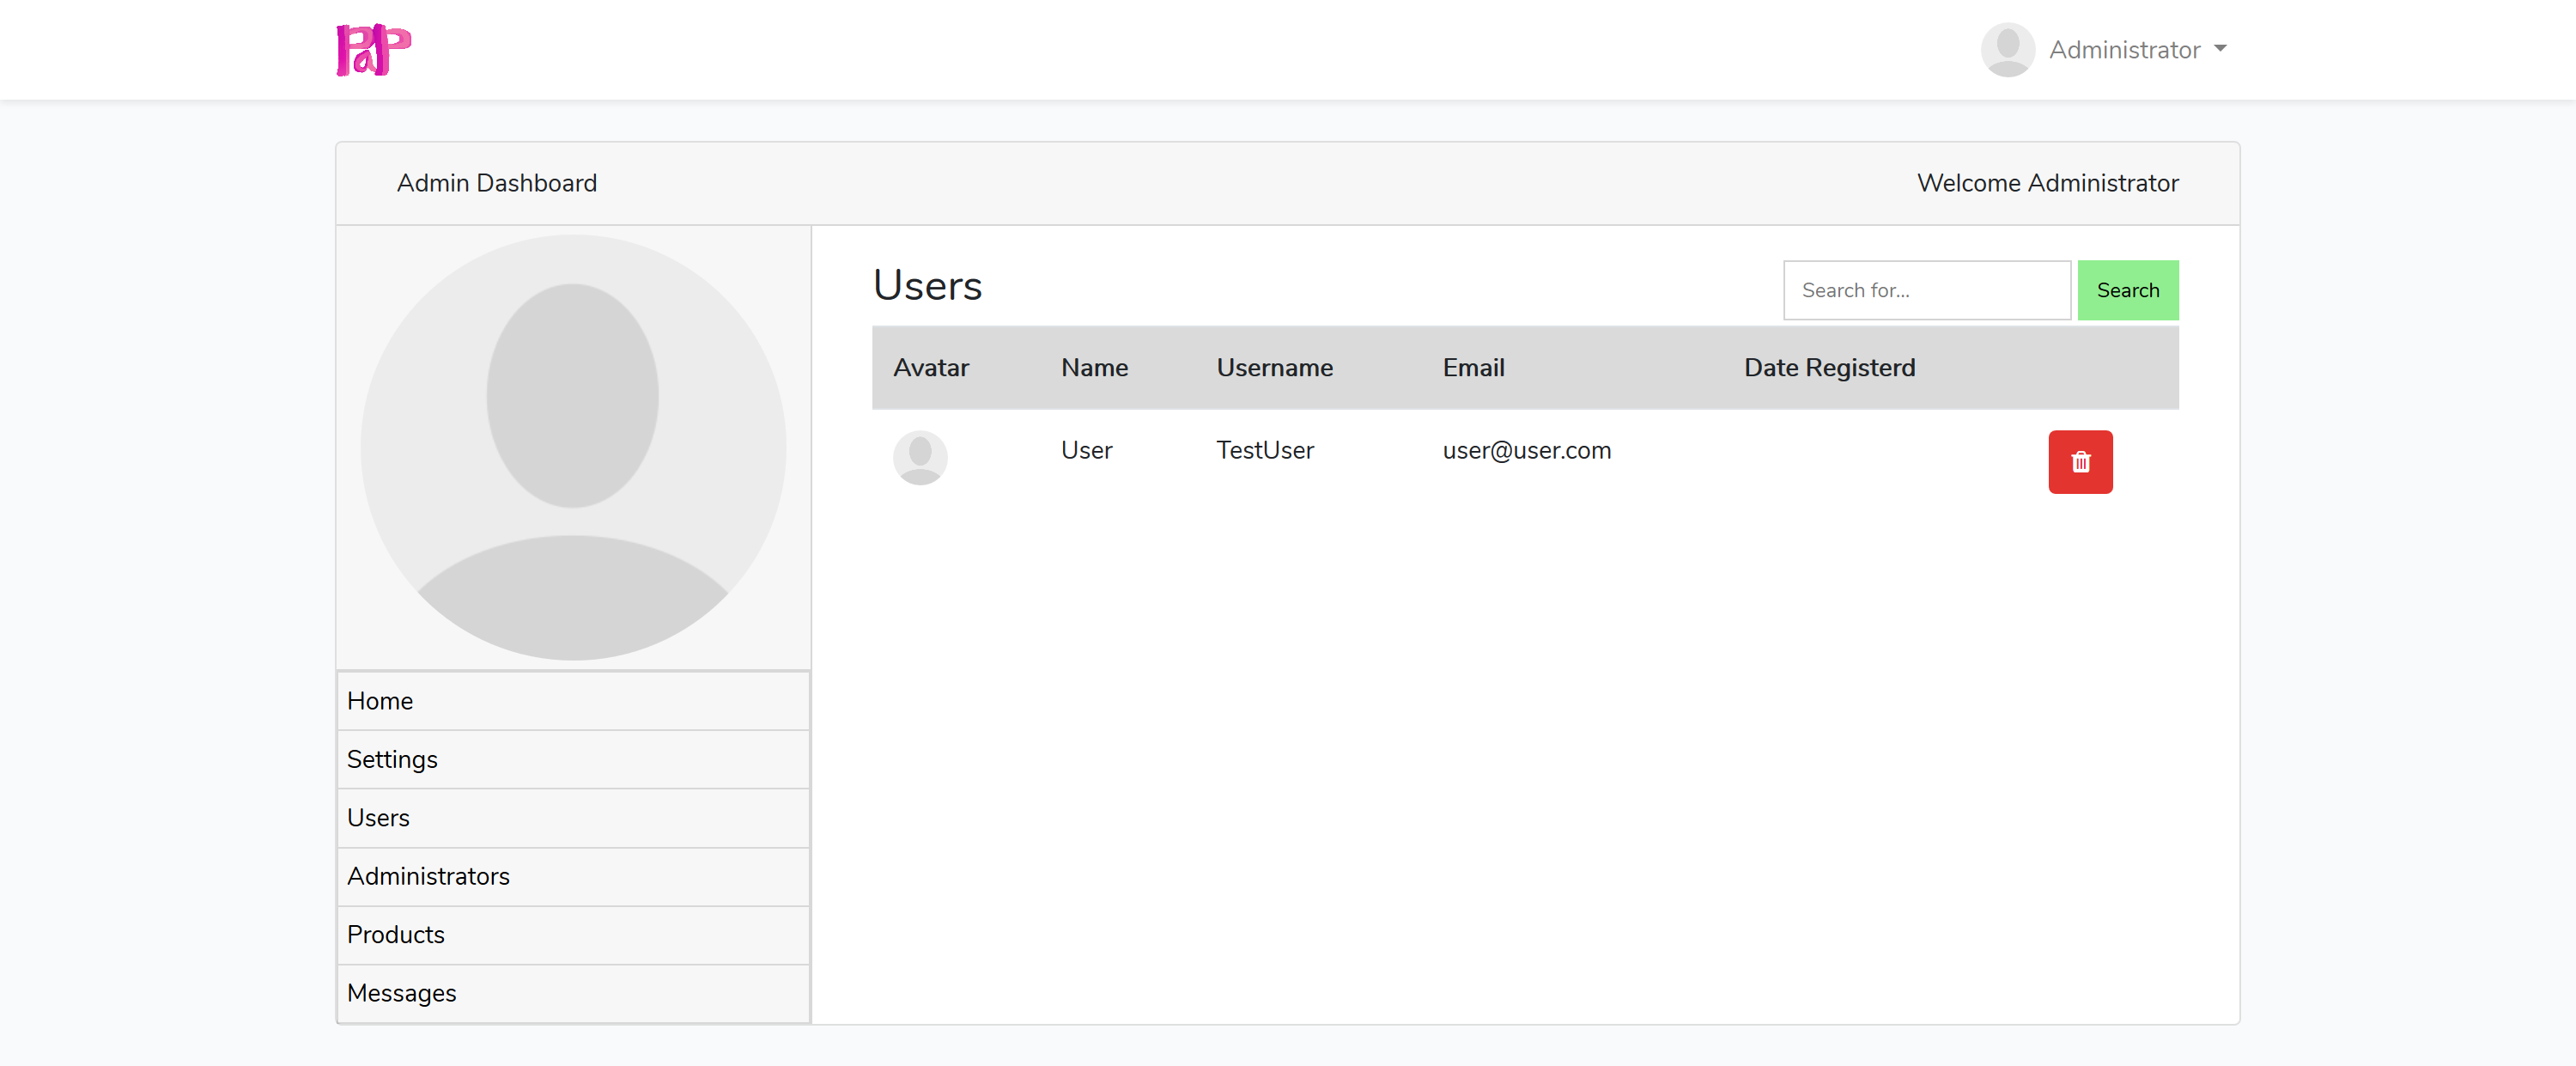 PaP
Administrator
Admin Dashboard
Welcome Administrator
Users
Search for...
Search
Avatar Name Username Email Date Registerd
User TestUser user@user.com
Home
Settings
Users
Administrators
Products
Messages